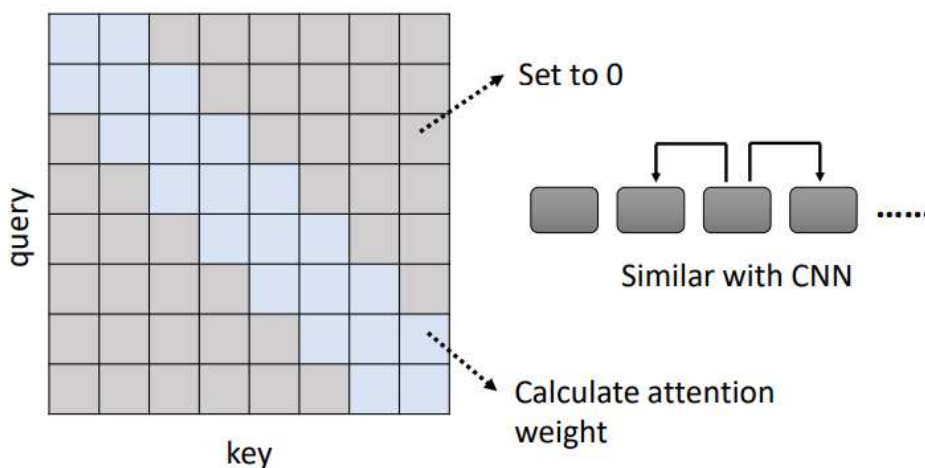 Set to 0
query
Similar with CNN
Calculate attention
weight
key